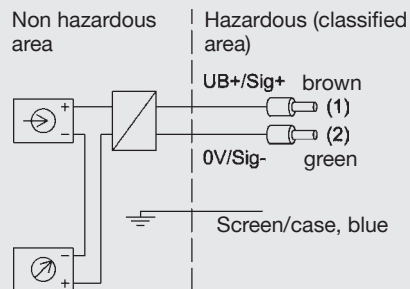 Non hazardous
area
Hazardous (classified
area)
UB+/Sig+ brown
+
−
(1)
(2)
0V/Sig- green
Screen/case, blue
−
+